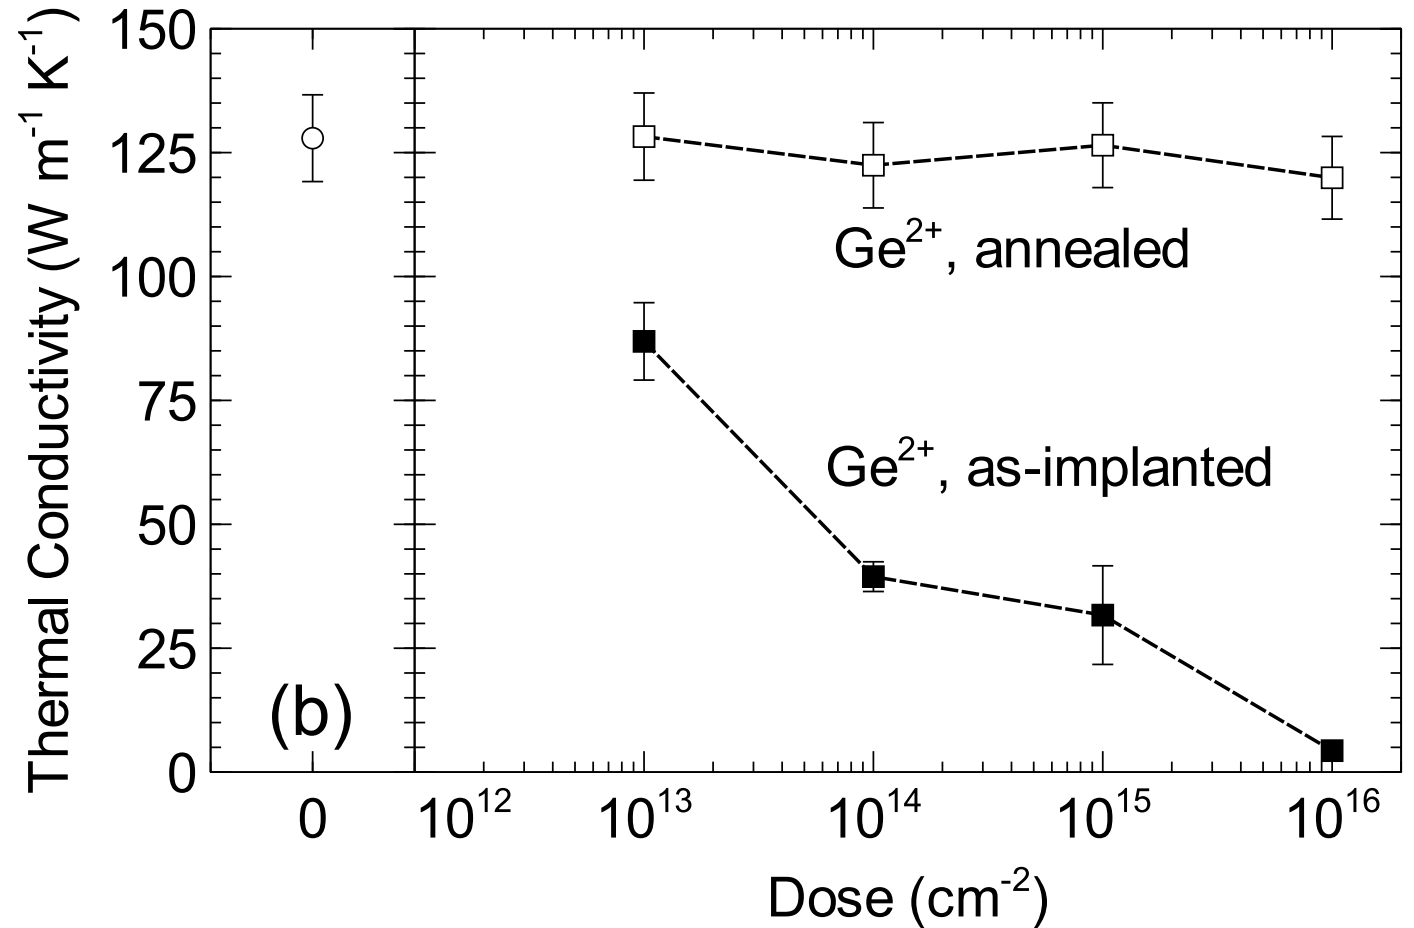 Thermal Conductivity (W m⁻¹ K⁻¹)
150
125
100
75
50
25
0
Ge²⁺, annealed
Ge²⁺, as-implanted
(b)
0 10¹² 10¹³ 10¹⁴ 10¹⁵ 10¹⁶
Dose (cm⁻²)